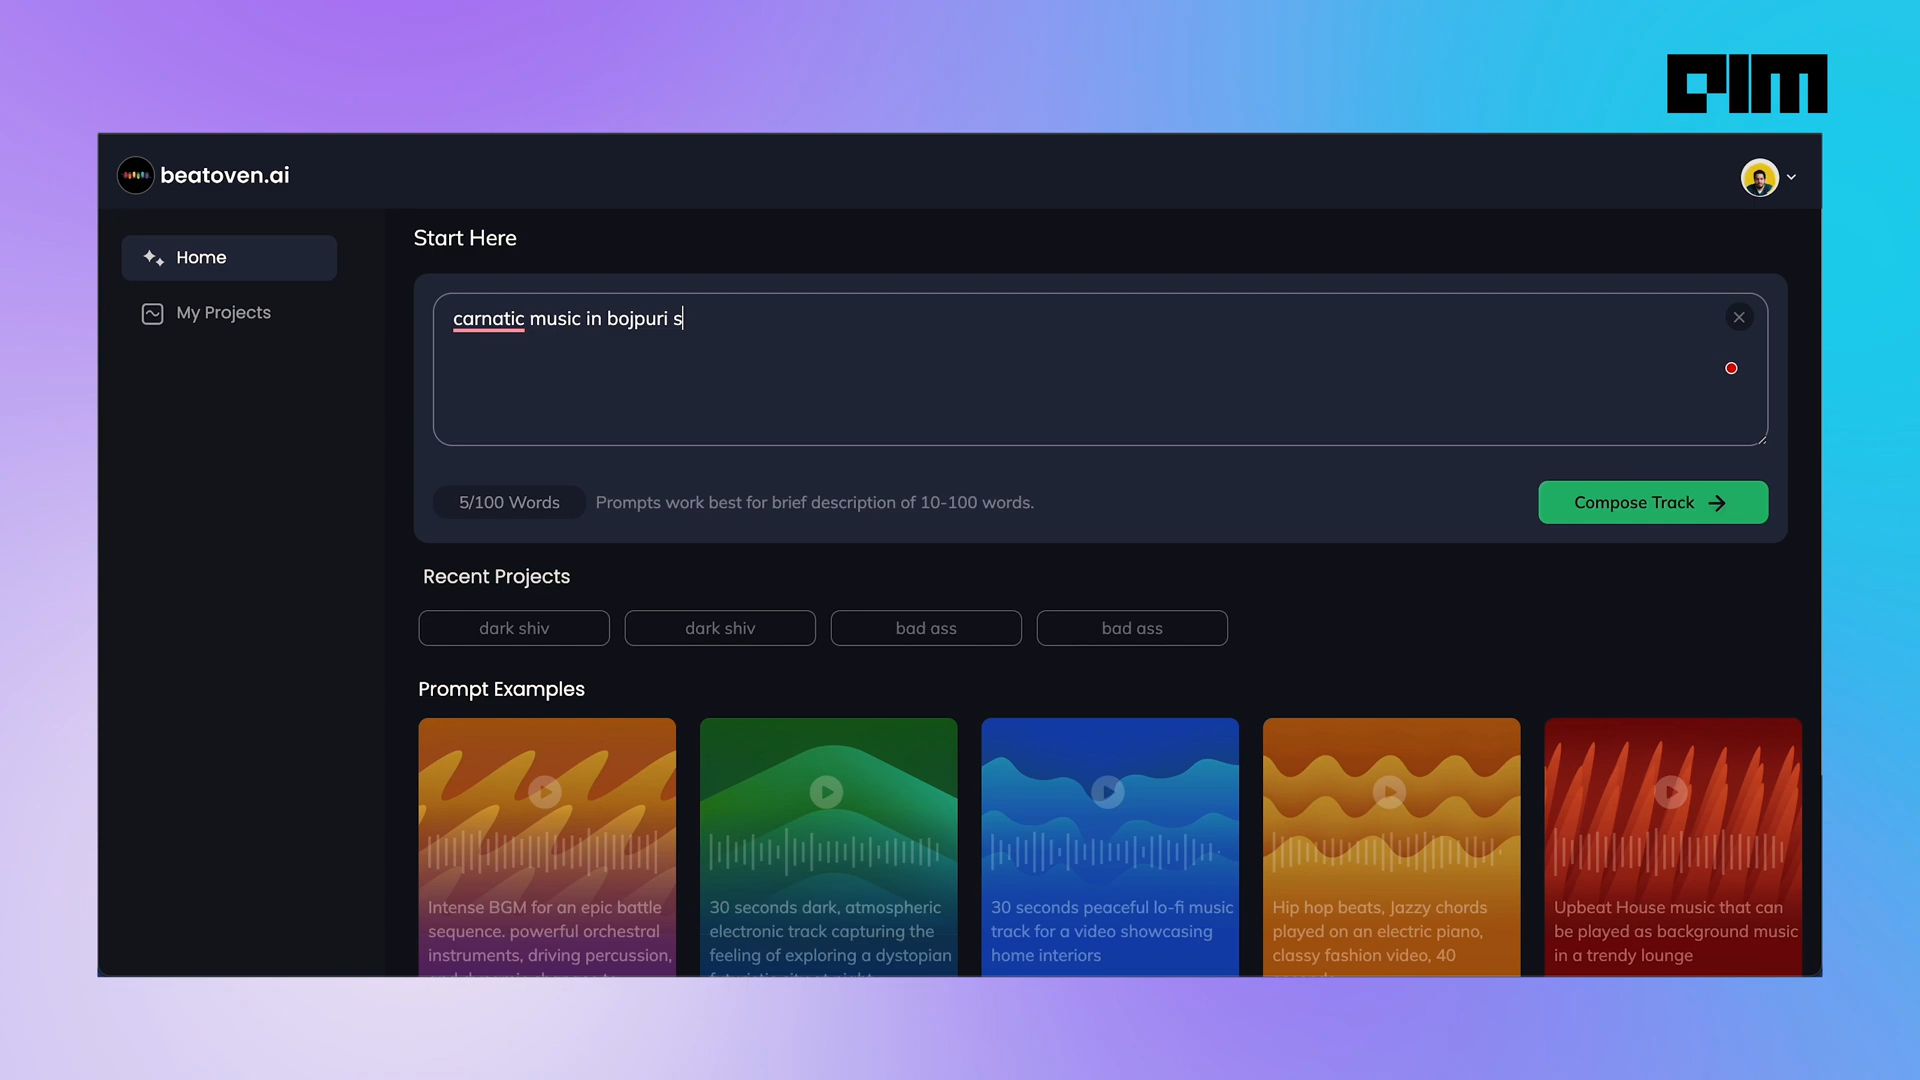 AIM
beatoven.ai
Home
My Projects
Start Here
carnatic music in bojpuri s
5/100 Words
Prompts work best for brief description of 10-100 words.
Compose Track
Recent Projects
dark shiv
dark shiv
bad ass
bad ass
Prompt Examples
Intense BGM for an epic battle
sequence. powerful orchestral
instruments, driving percussion,
30 seconds dark, atmospheric
electronic track capturing the
feeling of exploring a dystopian
30 seconds peaceful lo-fi music
track for a video showcasing
home interiors
Hip hop beats, Jazzy chords
played on an electric piano,
classy fashion video, 40
Upbeat House music that can
be played as background music
in a trendy lounge